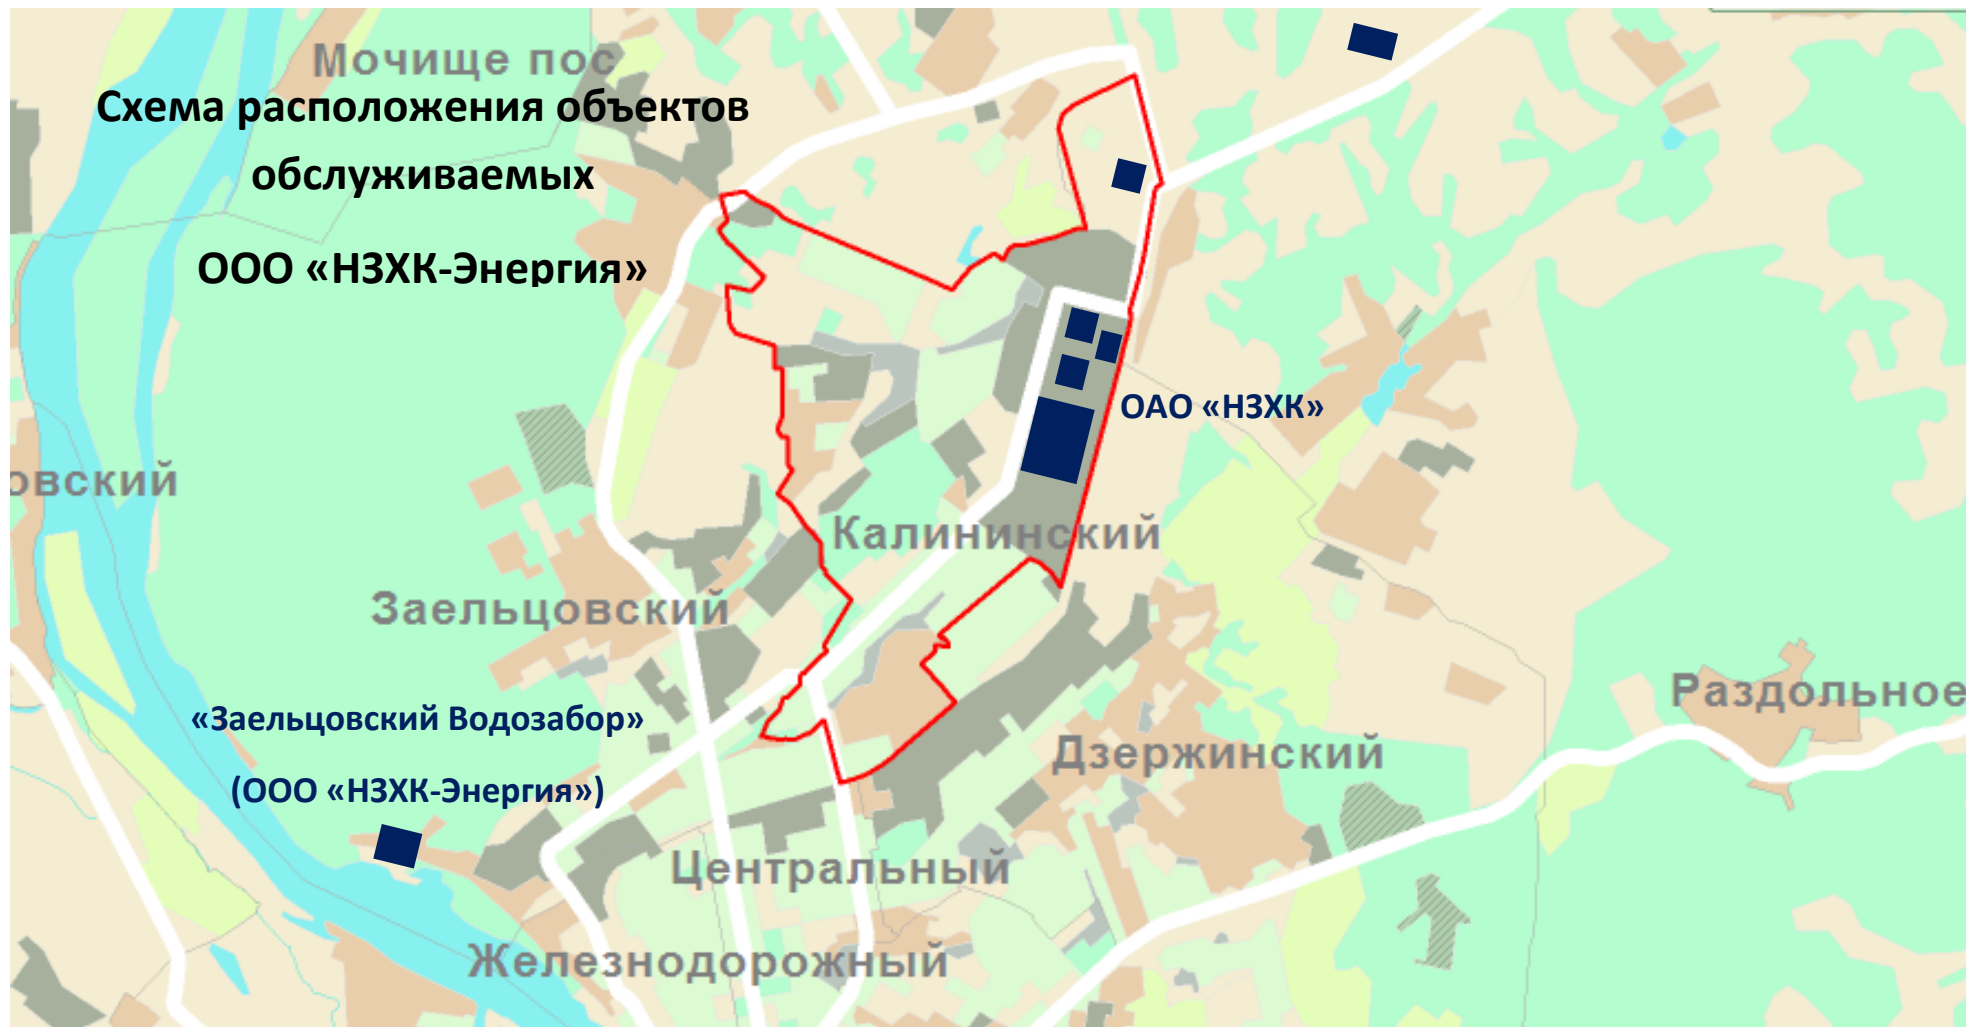 Мочище пос
Схема расположения объектов
обслуживаемых
ООО «НЗХК-Энергия»
ОАО «НЗХК»
овский
Калининский
Заельцовский
Раздольное
«Заельцовский Водозабор»
(ООО «НЗХК-Энергия»)
Дзержинский
Центральный
Железнодорожный